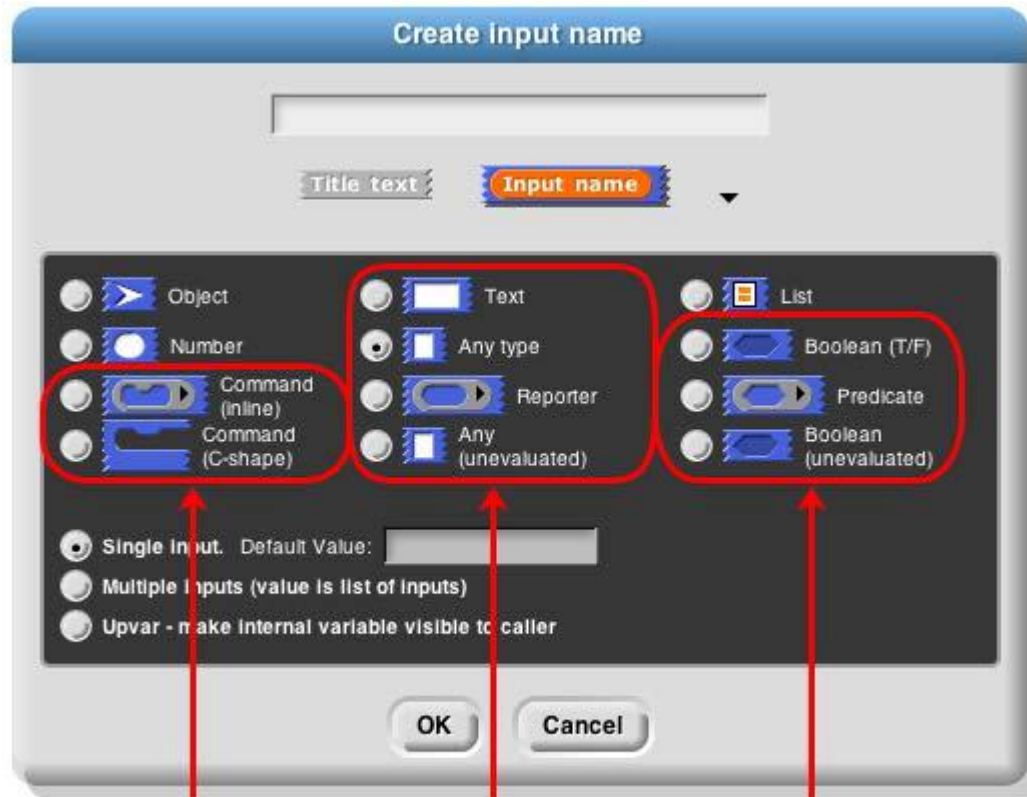 Create input name
Title text Input name
Object Text List
Number Any type Boolean (T/F)
Command
(inline) Reporter Predicate
Command
(C-shape) Any
(unevaluated) Boolean
(unevaluated)
Single input. Default Value:
Multiple inputs (value is list of inputs)
Upvar - make internal variable visible to caller
OK Cancel